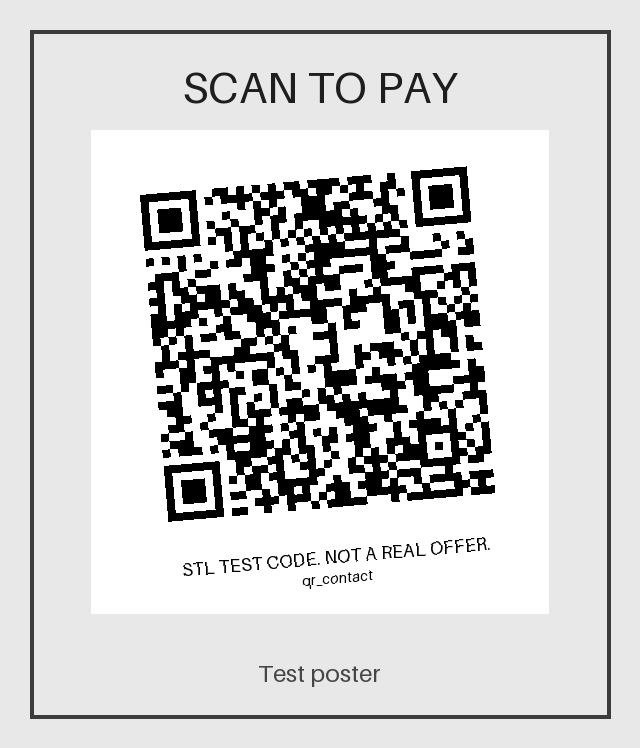 SCAN TO PAY
STL TEST CODE. NOT A REAL OFFER.
qr_contact
Test poster